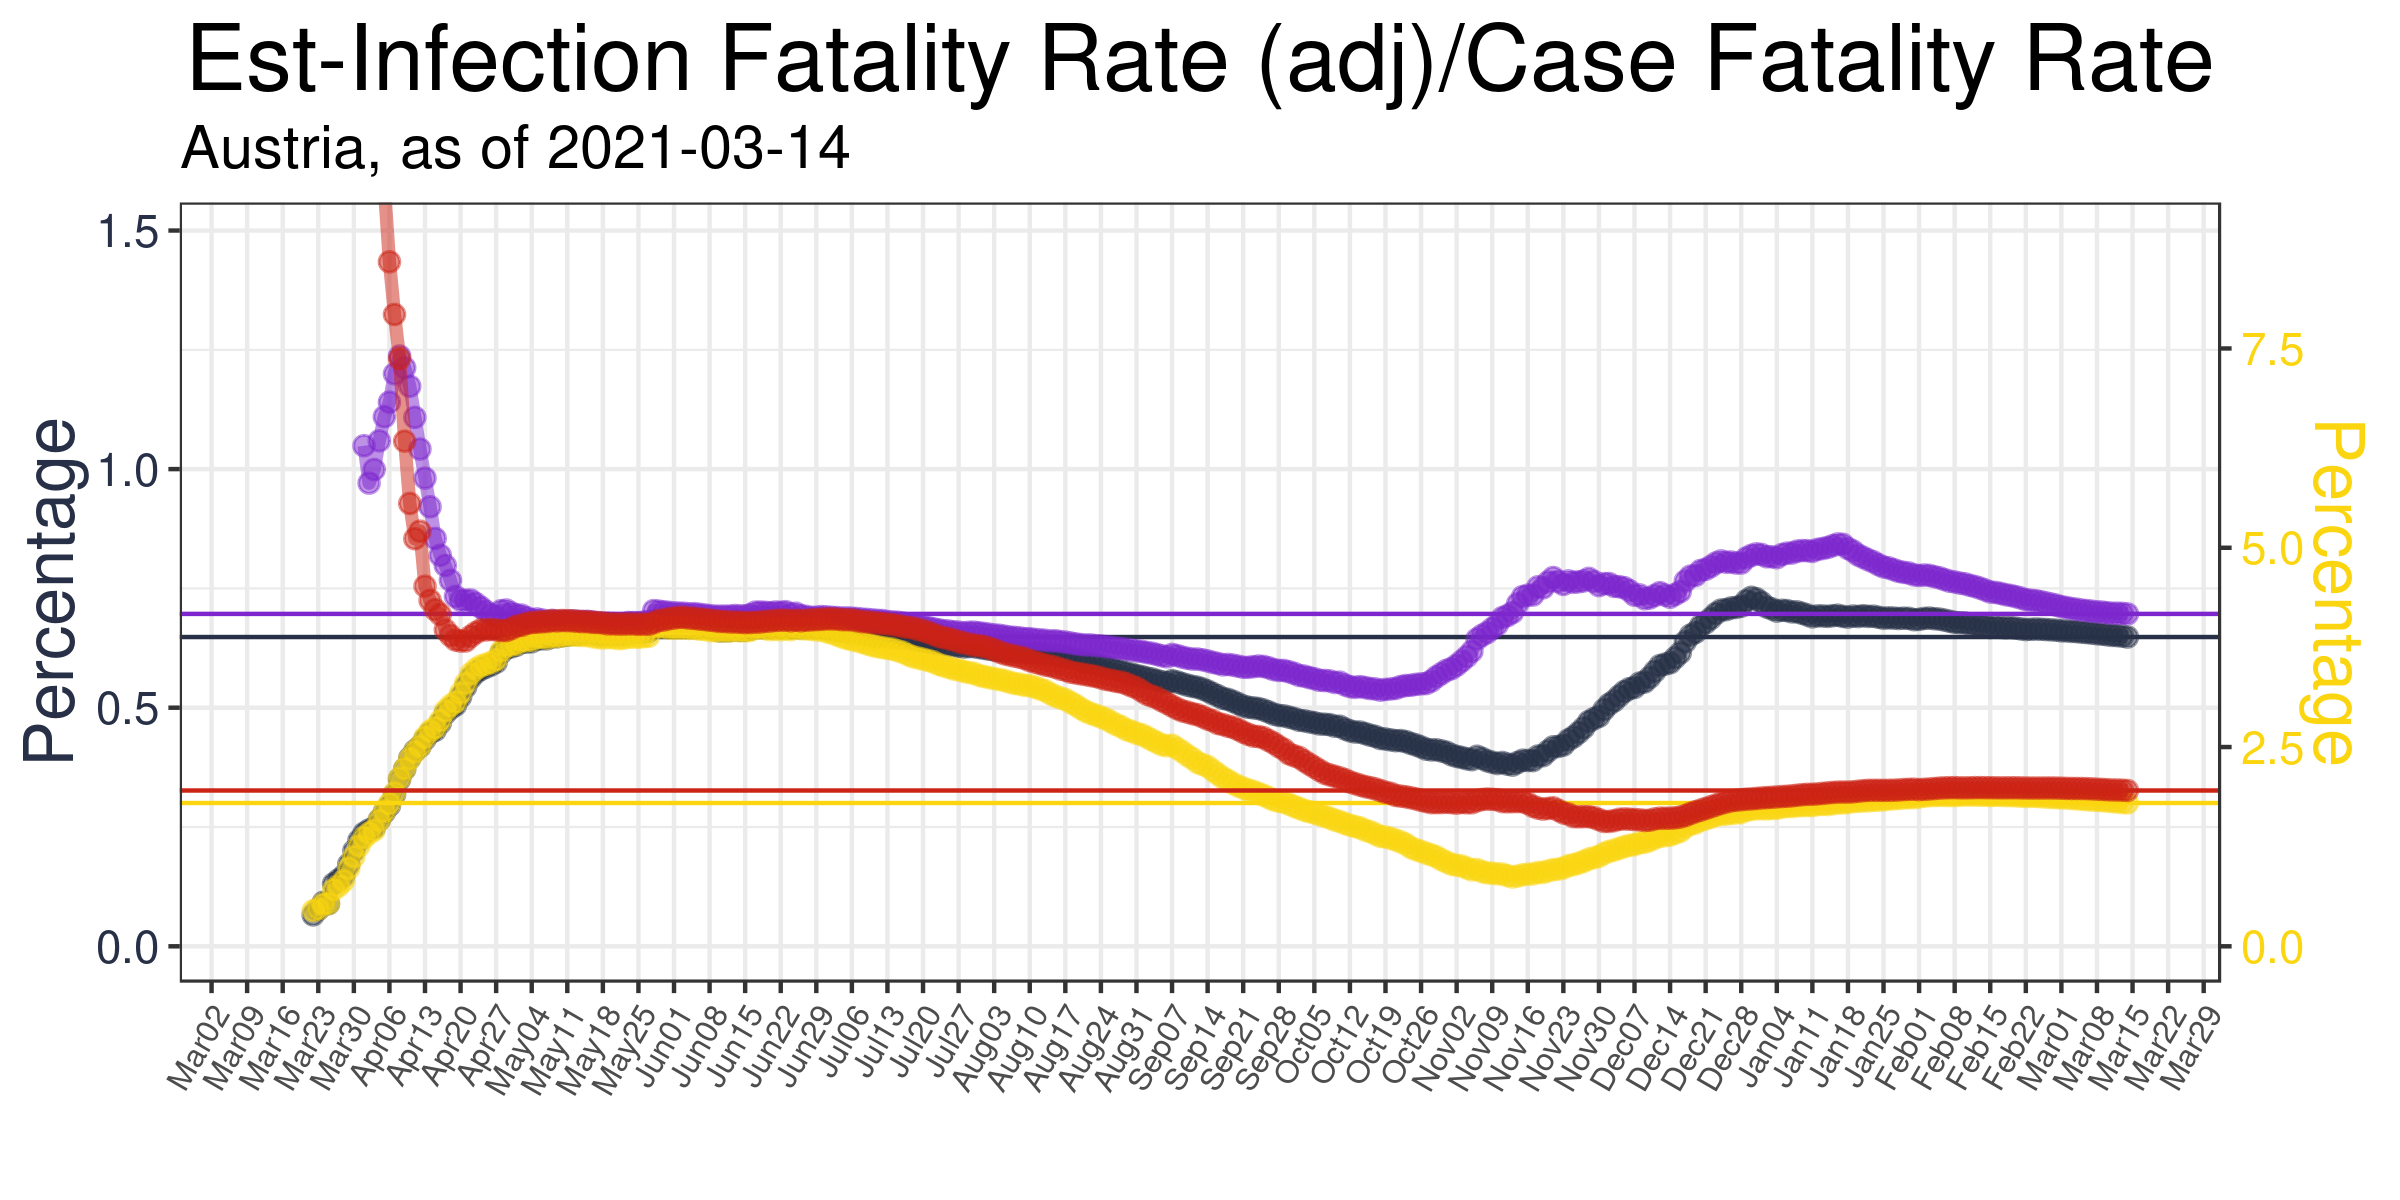 Est-Infection Fatality Rate (adj)/Case Fatality Rate
Austria, as of 2021-03-14
Percentage
1.5
1.0
0.5
0.0
7.5
5.0
2.5
0.0
Percentage
Mar02
Mar09
Mar16
Mar23
Mar30
Apr06
Apr13
Apr20
Apr27
May04
May11
May18
May25
Jun01
Jun08
Jun15
Jun22
Jun29
Jul06
Jul13
Jul20
Jul27
Aug03
Aug10
Aug17
Aug24
Aug31
Sep07
Sep14
Sep21
Sep28
Oct05
Oct12
Oct19
Oct26
Nov02
Nov09
Nov16
Nov23
Nov30
Dec07
Dec14
Dec21
Dec28
Dec04
Jan11
Jan18
Jan18
Jan25
Feb01
Feb08
Feb15
Feb22
Mar01
Mar08
Mar15
Mar22
Mar29